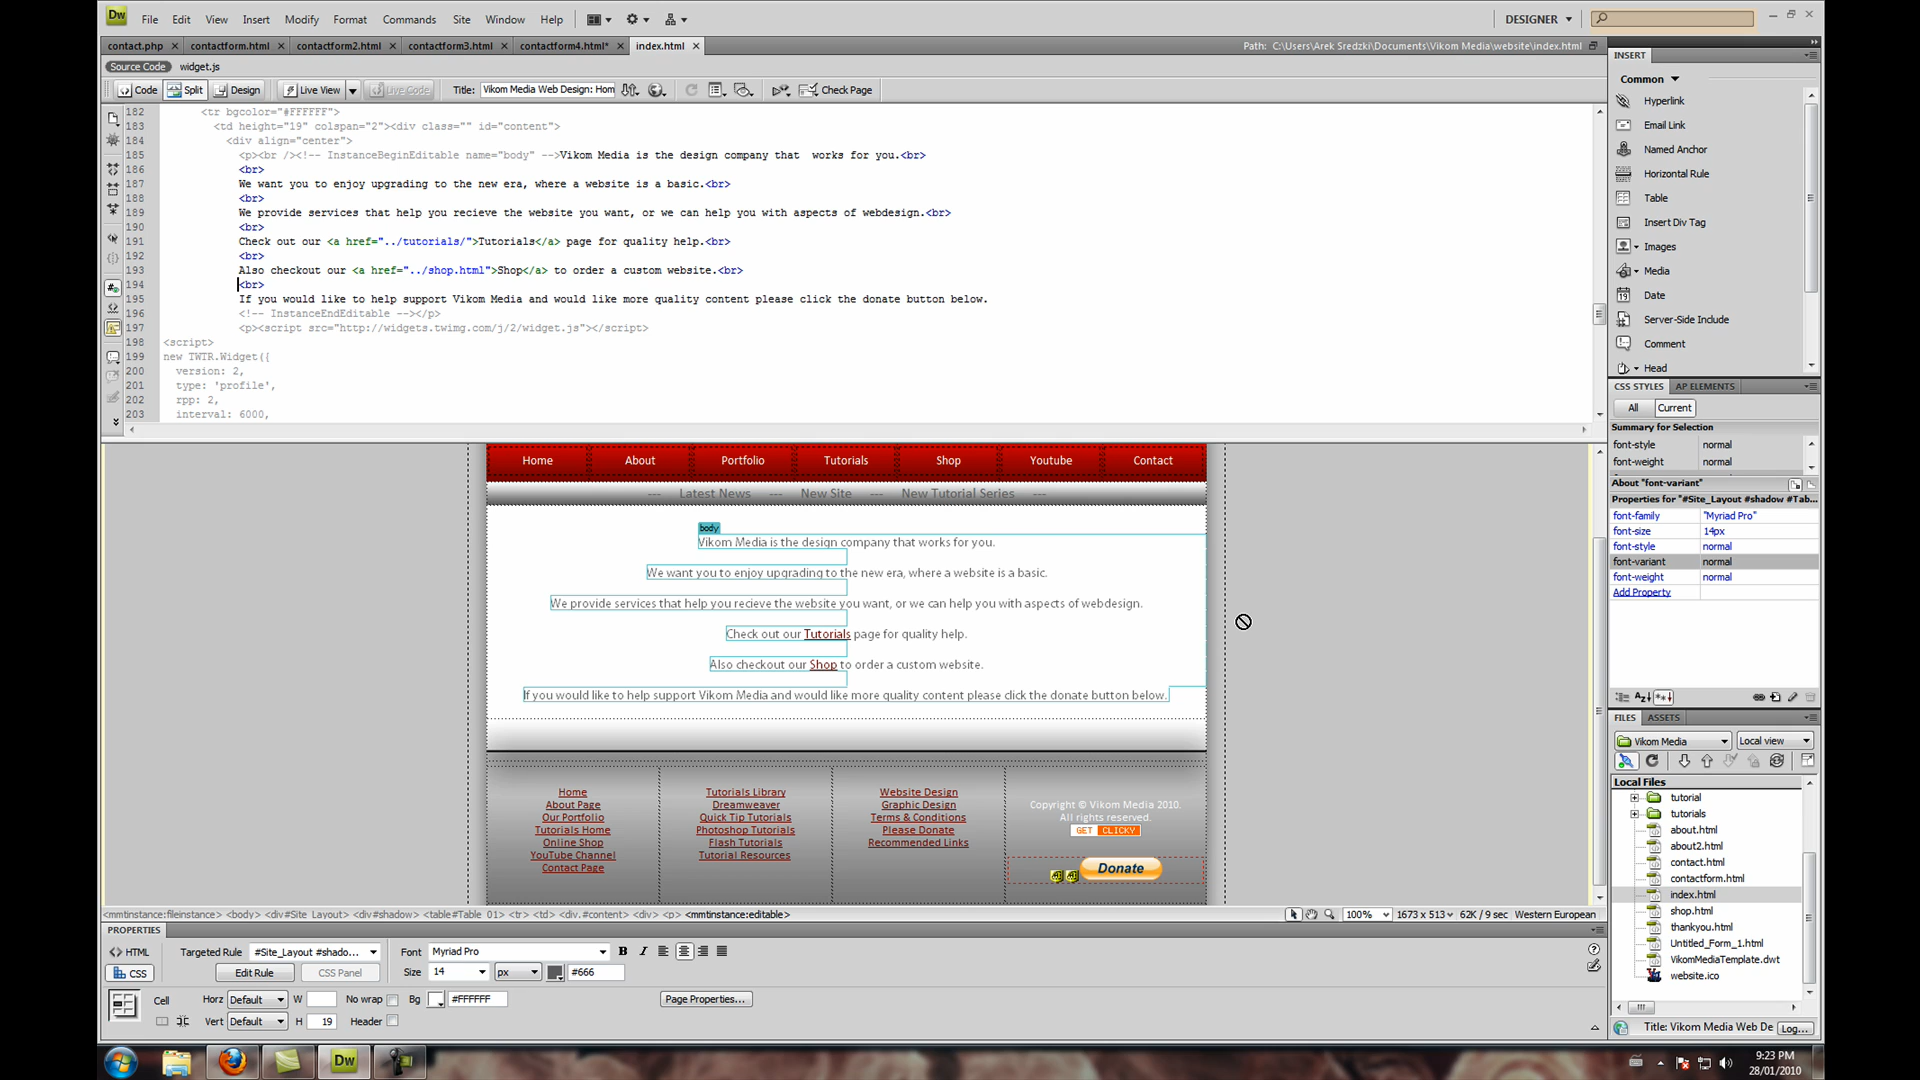 Dw File Edit View Insert Modify Format Commands Site Window Help DESIGNER
contact.php contactform.html contactform2.html contactform3.html contactform4.html* index.html Path: C:\Users\Arek Sredzki\Documents\Vikom Media\website\index.html
Source Code widget.js
Code Split Design Live View Live Code Title: Vikom Media Web Design: Hom Check Page
182 <tr bgcolor="#FFFFFF">
183 <td height="19" colspan="2"><div class="" id="content">
184 <div align="center">
185 <p><br /><!-- InstanceBeginEditable name="body" -->Vikom Media is the design company that  works for you.<br>
186 <br>
187 We want you to enjoy upgrading to the new era, where a website is a basic.<br>
188 <br>
189 We provide services that help you recieve the website you want, or we can help you with aspects of webdesign.<br>
190 <br>
191 Check out our <a href="../tutorials/">Tutorials</a> page for quality help.<br>
192 <br>
193 Also checkout our <a href="../shop.html">Shop</a> to order a custom website.<br>
194 <br>
195 If you would like to help support Vikom Media and would like more quality content please click the donate button below.
196 <!-- InstanceEndEditable --></p>
197 <p><script src="http://widgets.twimg.com/j/2/widget.js"></script>
198 <script>
199 new TWTR.Widget({
200 version: 2,
201 type: 'profile',
202 rpp: 2,
203 interval: 6000,
Home About Portfolio Tutorials Shop Youtube Contact
--- Latest News --- New Site --- New Tutorial Series ---
body
Vikom Media is the design company that works for you.
We want you to enjoy upgrading to the new era, where a website is a basic.
We provide services that help you recieve the website you want, or we can help you with aspects of webdesign.
Check out our Tutorials page for quality help.
Also checkout our Shop to order a custom website.
If you would like to help support Vikom Media and would like more quality content please click the donate button below.
Home
About Page
Our Portfolio
Tutorials Home
Online Shop
YouTube Channel
Contact Page
Tutorials Library
Dreamweaver
Quick Tip Tutorials
Photoshop Tutorials
Flash Tutorials
Tutorial Resources
Website Design
Graphic Design
Terms & Conditions
Please Donate
Recommended Links
Copyright © Vikom Media 2010.
All rights reserved.
GET CLICKY
Donate
<mmtinstance:fileinstance> <body> <div#Site_Layout> <div#shadow> <table#Table_01> <tr> <td> <div.#content> <div> <p> <mmtinstance:editable> 100% 1673 x 513 62K / 9 sec Western European
PROPERTIES
HTML Targeted Rule #Site_Layout #shado... Font Myriad Pro B I
CSS Edit Rule CSS Panel Size 14 px #666
Cell Horz Default W No wrap Bg #FFFFFF Page Properties...
Vert Default H 19 Header
INSERT
Common
Hyperlink
Email Link
Named Anchor
Horizontal Rule
Table
Insert Div Tag
Images
Media
Date
Server-Side Include
Comment
Head
CSS STYLES AP ELEMENTS
All Current
Summary for Selection
font-style normal
font-weight normal
About "font-variant"
Properties for "#Site_Layout #shadow #Tab...
font-family "Myriad Pro"
font-size 14px
font-style normal
font-variant normal
font-weight normal
Add Property
FILES ASSETS
Vikom Media Local view
Local Files
tutorial
tutorials
about.html
about2.html
contact.html
contactform.html
index.html
shop.html
thankyou.html
Untitled_Form_1.html
VikomMediaTemplate.dwt
website.ico
Title: Vikom Media Web De Log...
Dw
9:23 PM
28/01/2010